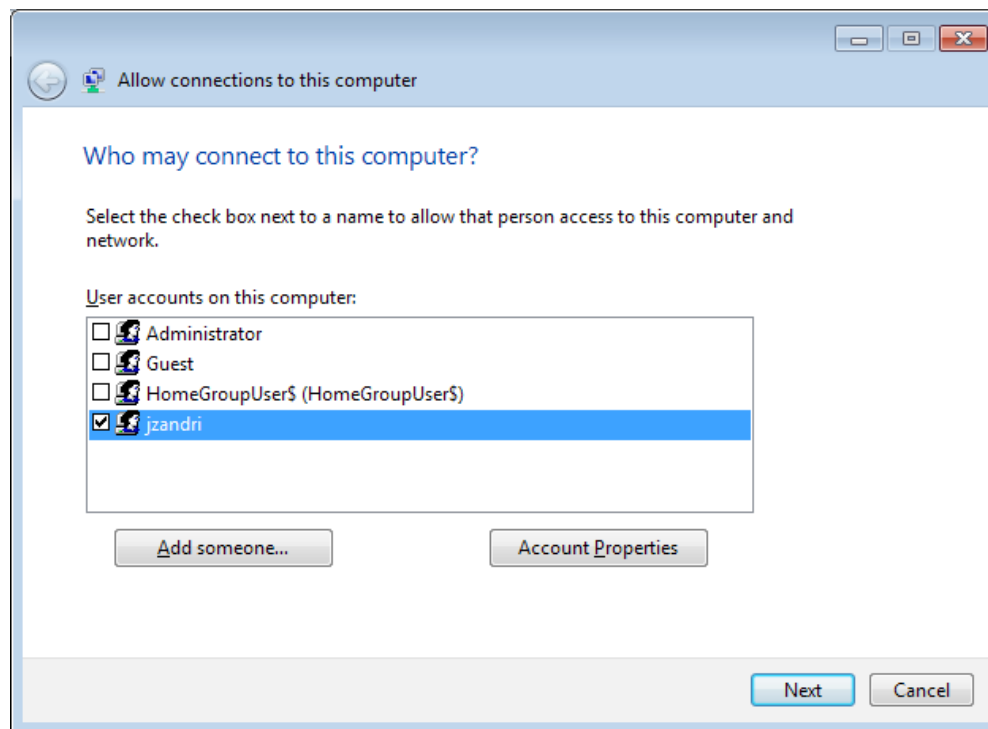 Allow connections to this computer
Who may connect to this computer?
Select the check box next to a name to allow that person access to this computer and
network.
User accounts on this computer:
Administrator
Guest
HomeGroupUser$ (HomeGroupUser$)
jzandri
Add someone... Account Properties
Next Cancel